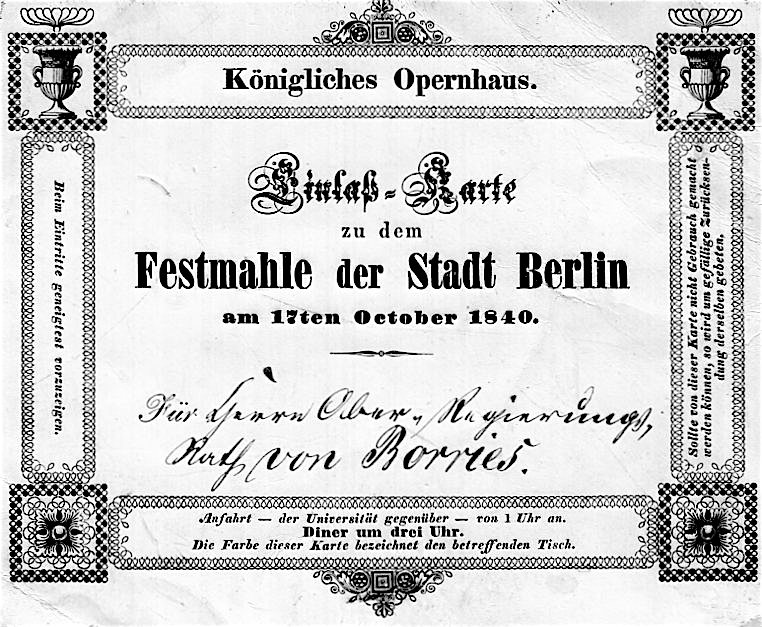 Königliches Opernhaus.
Einlaß-Karte
zu dem
Festmahle der Stadt Berlin
am 17ten October 1840.
Für Herrn Ober-Regierungs-
Rath von Borries.
Beim Eintritte geneigtest vorzuzeigen.
Sollte von dieser Karte nicht Gebrauch gemacht
werden können, so wird um gefällige Zurücksen-
dung derselben gebeten.
Anfahrt — der Universität gegenüber — von 1 Uhr an.
Diner um drei Uhr.
Die Farbe dieser Karte bezeichnet den betreffenden Tisch.